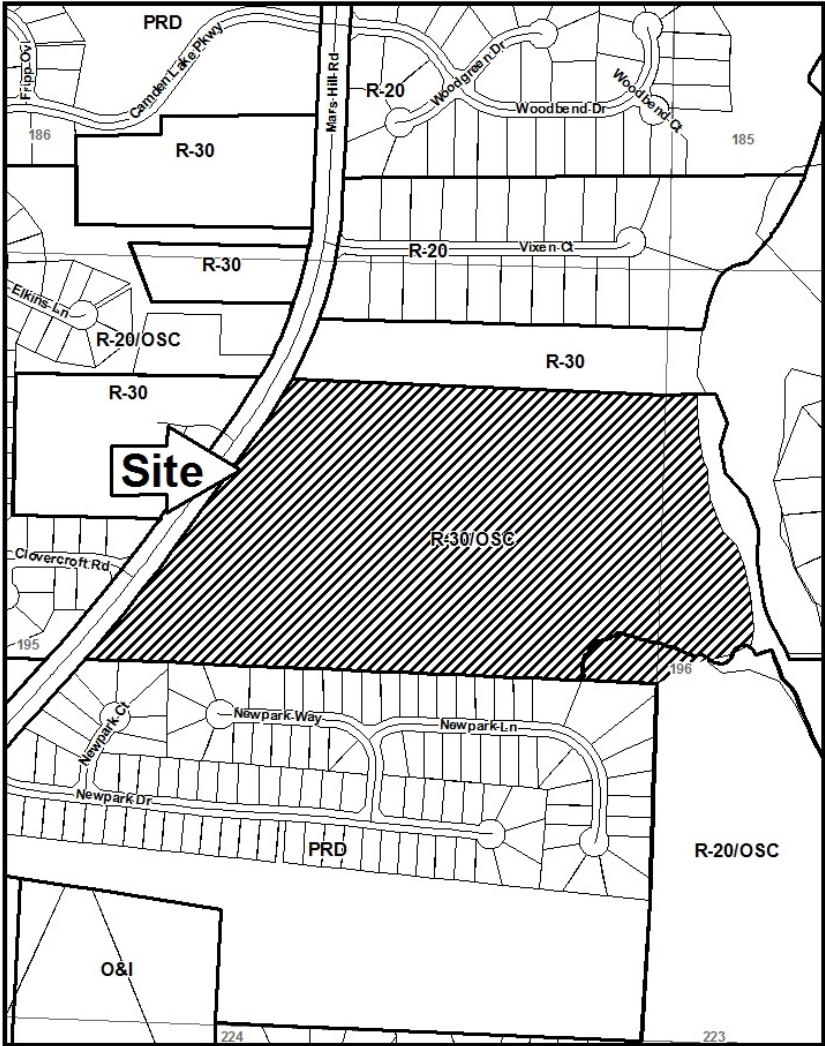 PRD
Fripp Ovl
Camden Lake Pkwy
Mars Hill Rd
R-20
Woodgreen Dr
Woodbend Dr
Woodbend Ct
186
185
R-30
R-30
R-20
Vixen Ct
Elkins Ln
R-20/OSC
R-30
R-30
Site
R-30/OSC
Clovercroft Rd
195
196
Newpark Ct
Newpark Way
Newpark Ln
Newpark Dr
PRD
R-20/OSC
O&I
224
223